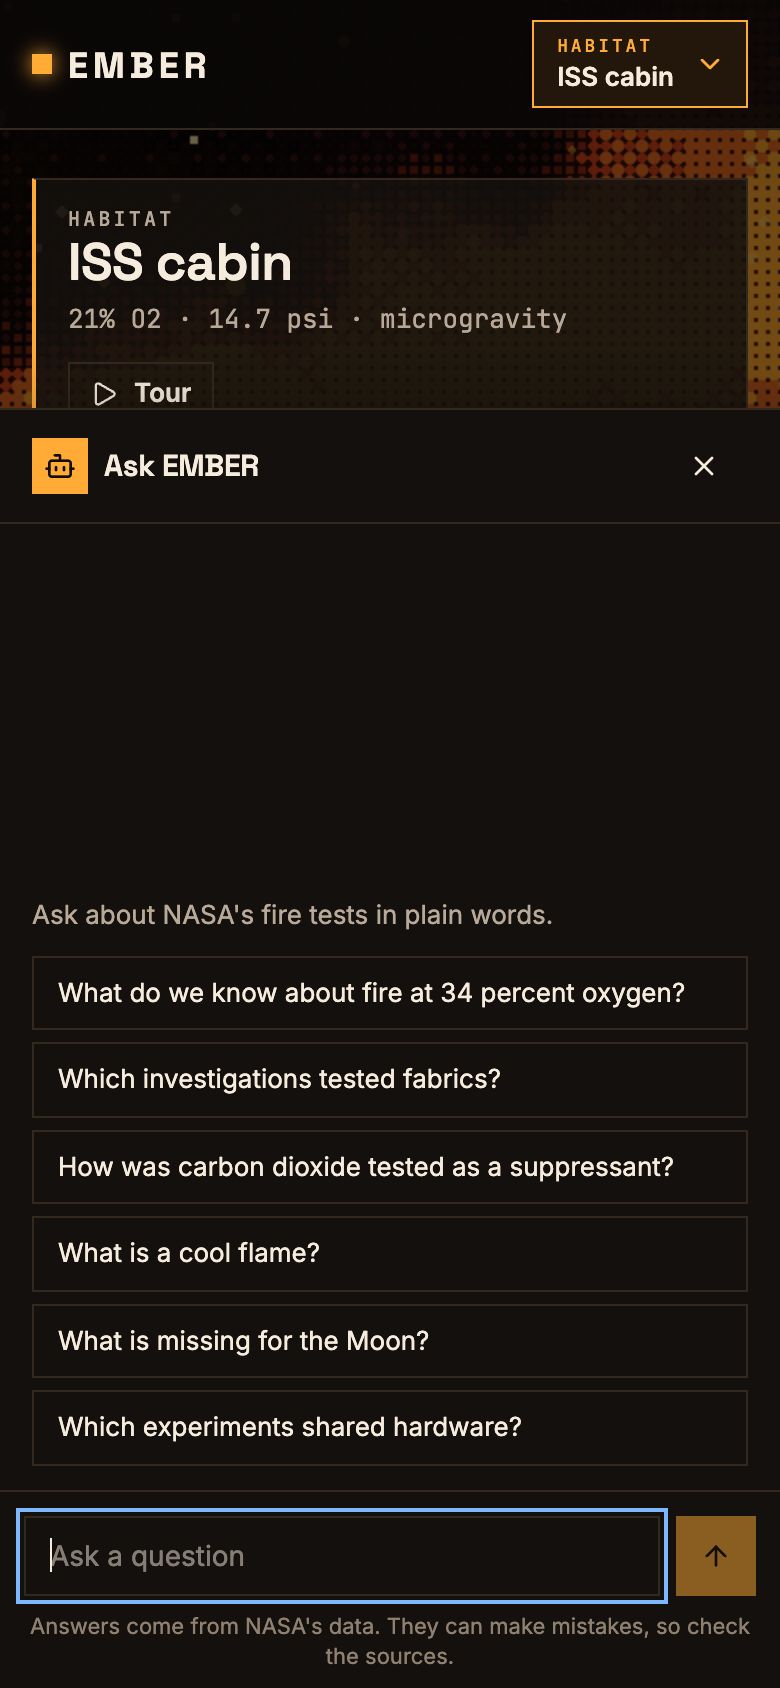 EMBER
HABITAT
ISS cabin
HABITAT
ISS cabin
21% O2 · 14.7 psi · microgravity
Tour
Ask EMBER
Ask about NASA's fire tests in plain words.
What do we know about fire at 34 percent oxygen?
Which investigations tested fabrics?
How was carbon dioxide tested as a suppressant?
What is a cool flame?
What is missing for the Moon?
Which experiments shared hardware?
Ask a question
Answers come from NASA's data. They can make mistakes, so check
the sources.